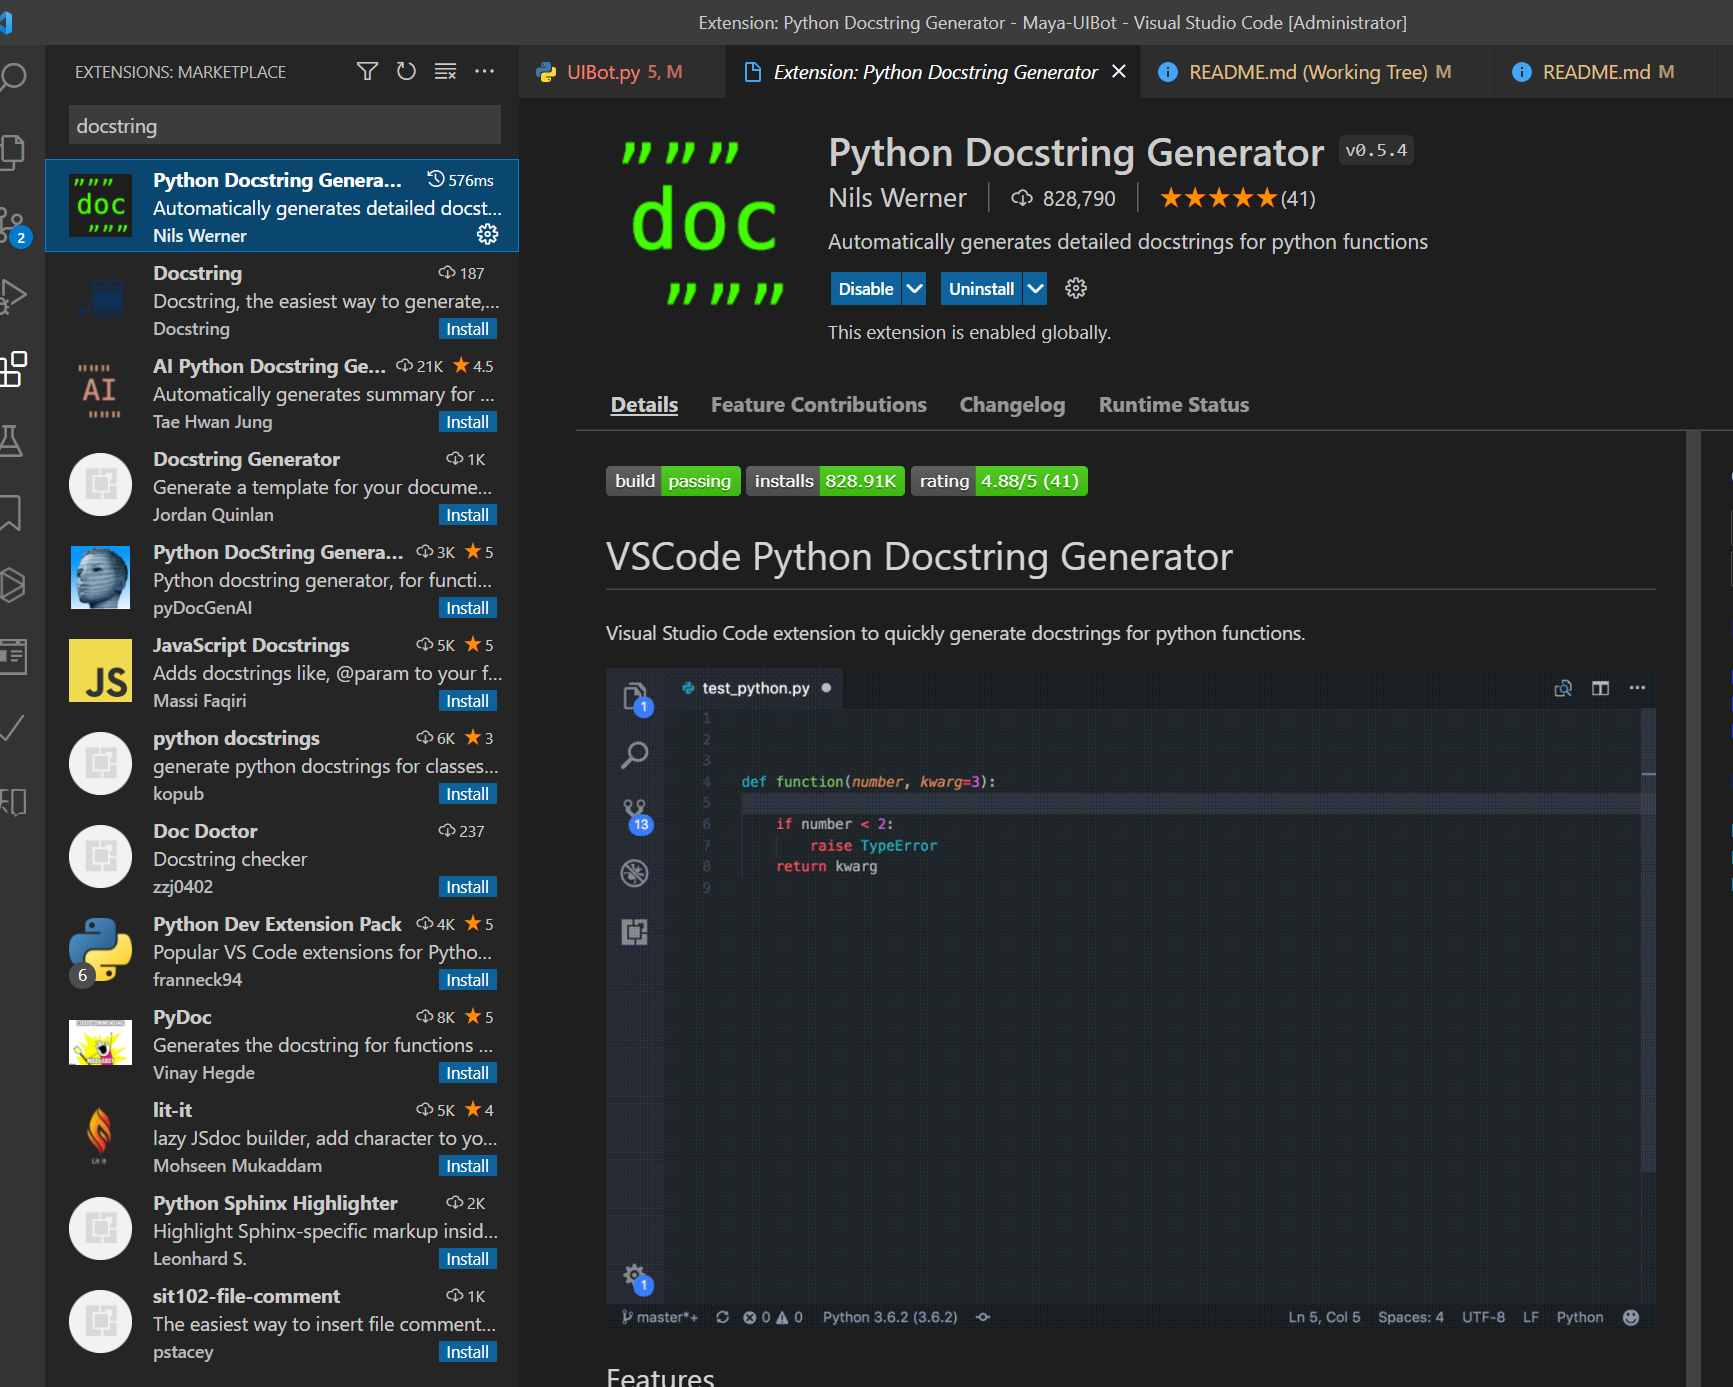 Extension: Python Docstring Generator - Maya-UIBot - Visual Studio Code [Administrator]
EXTENSIONS: MARKETPLACE
docstring
2
Python Docstring Genera... 576ms
Automatically generates detailed docst...
Nils Werner
Docstring 187
Docstring, the easiest way to generate,...
Docstring Install
AI Python Docstring Ge... 21K ★ 4.5
Automatically generates summary for ...
Tae Hwan Jung Install
Docstring Generator 1K
Generate a template for your docume...
Jordan Quinlan Install
Python DocString Genera... 3K ★ 5
Python docstring generator, for functi...
pyDocGenAI Install
JavaScript Docstrings 5K ★ 5
Adds docstrings like, @param to your f...
Massi Faqiri Install
python docstrings 6K ★ 3
generate python docstrings for classes...
kopub Install
Doc Doctor 237
Docstring checker
zzj0402 Install
Python Dev Extension Pack 4K ★ 5
Popular VS Code extensions for Pytho...
6
franneck94 Install
PyDoc 8K ★ 5
Generates the docstring for functions ...
Vinay Hegde Install
lit-it 5K ★ 4
lazy JSdoc builder, add character to yo...
Mohseen Mukaddam Install
Python Sphinx Highlighter 2K
Highlight Sphinx-specific markup insid...
Leonhard S. Install
sit102-file-comment 1K
The easiest way to insert file comment...
pstacey Install
""" doc """
AI
JS
UIBot.py 5, M
Extension: Python Docstring Generator
README.md (Working Tree) M
README.md M
"""
doc
"""
Python Docstring Generator v0.5.4
Nils Werner 828,790 ★★★★★(41)
Automatically generates detailed docstrings for python functions
Disable Uninstall
This extension is enabled globally.
Details Feature Contributions Changelog Runtime Status
build passing installs 828.91K rating 4.88/5 (41)
VSCode Python Docstring Generator
Visual Studio Code extension to quickly generate docstrings for python functions.
test_python.py
1
13
1
1
2
3
4 def function(number, kwarg=3):
5
6 if number < 2:
7 raise TypeError
8 return kwarg
9
master*+ 0 0 Python 3.6.2 (3.6.2) Ln 5, Col 5 Spaces: 4 UTF-8 LF Python
Features